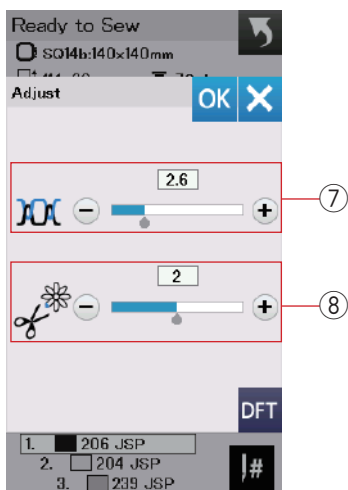 Ready to Sew
SQ14b:140×140mm
Adjust
OK
2.6
⑦
2
⑧
DFT
1. 206 JSP
2. 204 JSP
3. 239 JSP
#